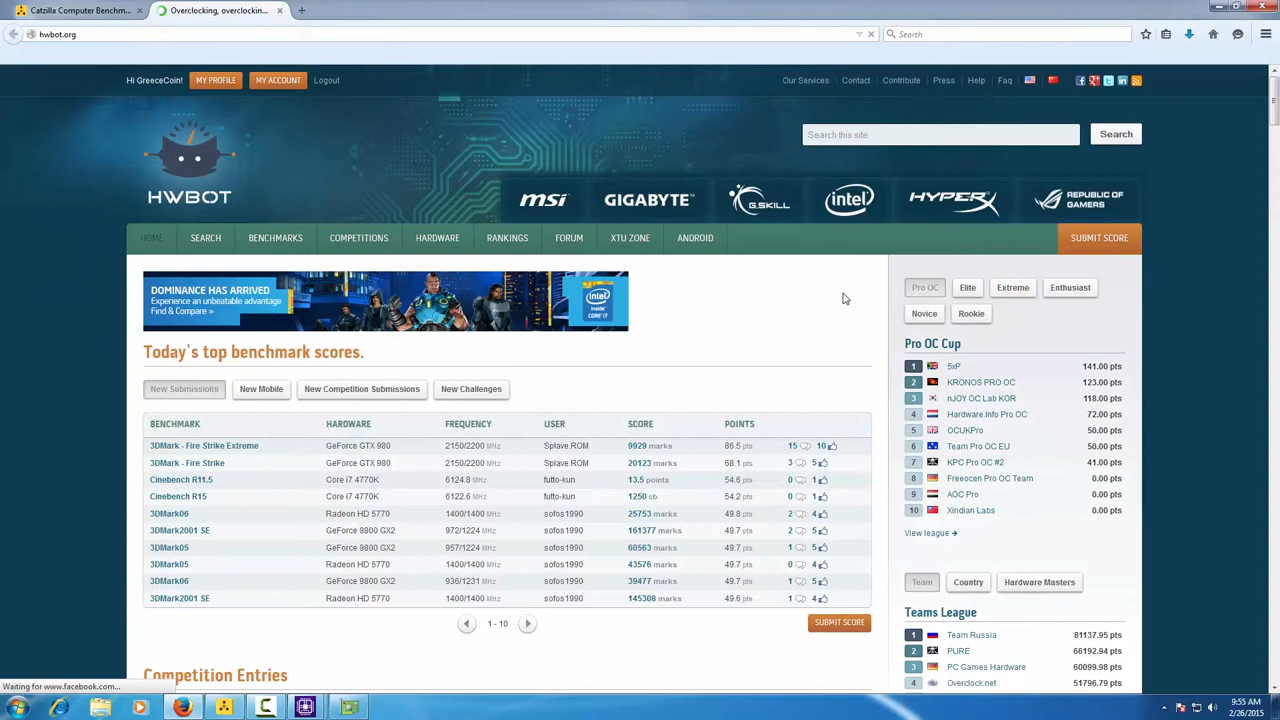 Catzilla Computer Benchm...
Overclocking, overclockin...
hwbot.org
Search
Hi GreeceCoin!
MY PROFILE
MY ACCOUNT
Logout
Our Services
Contact
Contribute
Press
Help
Faq
HWBOT
Search this site
Search
msi
GIGABYTE™
G.SKILL
intel
HYPERX
REPUBLIC OF
GAMERS
HOME
SEARCH
BENCHMARKS
COMPETITIONS
HARDWARE
RANKINGS
FORUM
XTU ZONE
ANDROID
SUBMIT SCORE
DOMINANCE HAS ARRIVED
Experience an unbeatable advantage
Find & Compare »
intel
inside
CORE i7
Today`s top benchmark scores.
New Submissions
New Mobile
New Competition Submissions
New Challenges
BENCHMARK HARDWARE FREQUENCY USER SCORE POINTS
3DMark - Fire Strike Extreme GeForce GTX 980 2150/2200 MHz Splave.ROM 9929 marks 86.5 pts 15 10
3DMark - Fire Strike GeForce GTX 980 2150/2200 MHz Splave.ROM 20123 marks 68.1 pts 3 5
Cinebench R11.5 Core i7 4770K 6124.8 MHz futto-kun 13.5 points 54.6 pts 0 1
Cinebench R15 Core i7 4770K 6122.6 MHz futto-kun 1250 cb 54.2 pts 0 1
3DMark06 Radeon HD 5770 1400/1400 MHz sofos1990 25753 marks 49.8 pts 2 4
3DMark2001 SE GeForce 9800 GX2 972/1224 MHz sofos1990 161377 marks 49.7 pts 2 5
3DMark05 GeForce 9800 GX2 957/1224 MHz sofos1990 60563 marks 49.7 pts 1 5
3DMark05 Radeon HD 5770 1400/1400 MHz sofos1990 43576 marks 49.7 pts 0 4
3DMark06 GeForce 9800 GX2 936/1231 MHz sofos1990 39477 marks 49.7 pts 1 5
3DMark2001 SE Radeon HD 5770 1400/1400 MHz sofos1990 145308 marks 49.6 pts 1 4
1 - 10
SUBMIT SCORE
Competition Entries
Pro OC
Elite
Extreme
Enthusiast
Novice
Rookie
Pro OC Cup
1 5xP 141.00 pts
2 KRONOS PRO OC 123.00 pts
3 nJOY OC Lab KOR 118.00 pts
4 Hardware.Info Pro OC 72.00 pts
5 OCUKPro 50.00 pts
6 Team Pro OC EU 50.00 pts
7 KPC Pro OC #2 41.00 pts
8 Freeocen Pro OC Team 0.00 pts
9 AOC Pro 0.00 pts
10 Xindian Labs 0.00 pts
View league
Team
Country
Hardware Masters
Teams League
1 Team Russia 81137.95 pts
2 PURE 66192.94 pts
3 PC Games Hardware 60099.98 pts
4 Overclock.net 51796.79 pts
Waiting for www.facebook.com...
9:55 AM
2/26/2015